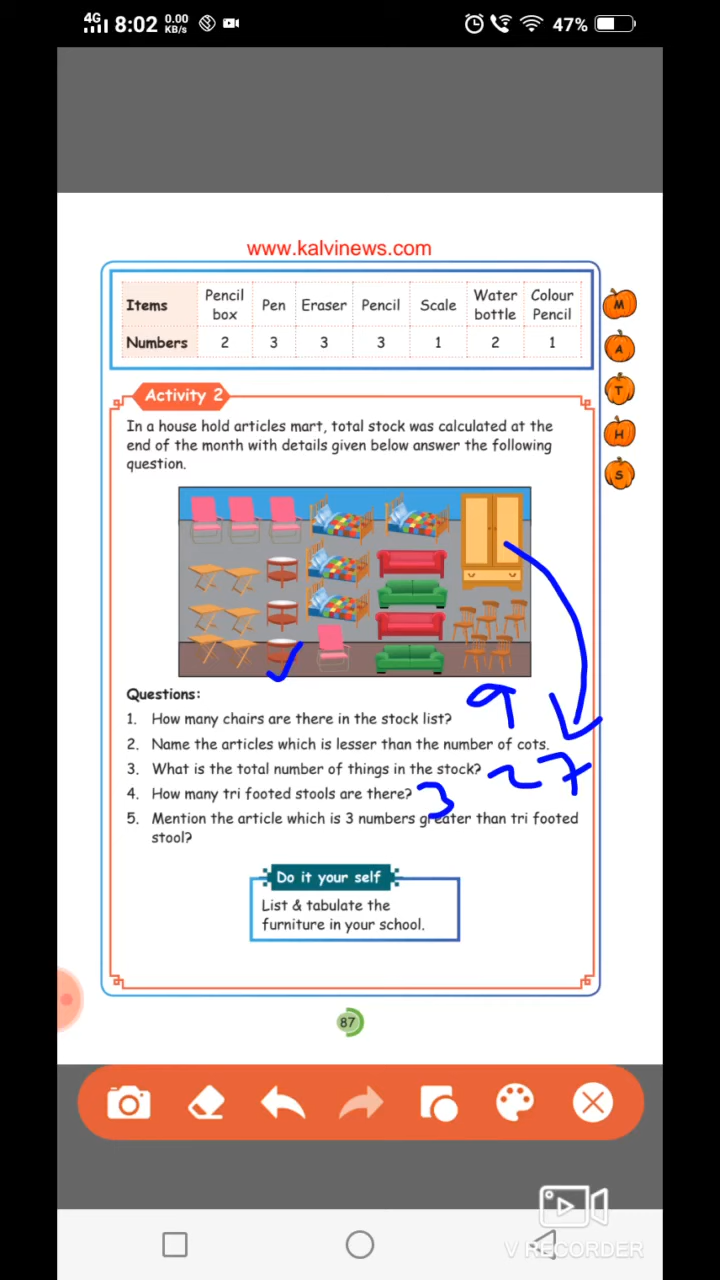 4G 8:02 0.00 KB/s 47%
www.kalvinews.com
Items Pencil box Pen Eraser Pencil Scale Water bottle Colour Pencil
Numbers 2 3 3 3 1 2 1
M
A
T
H
S
Activity 2
In a house hold articles mart, total stock was calculated at the
end of the month with details given below answer the following
question.
Questions:
1. How many chairs are there in the stock list? 9
2. Name the articles which is lesser than the number of cots.
3. What is the total number of things in the stock? 27
4. How many tri footed stools are there? 3
5. Mention the article which is 3 numbers greater than tri footed
stool?
Do it your self
List & tabulate the
furniture in your school.
87
V RECORDER